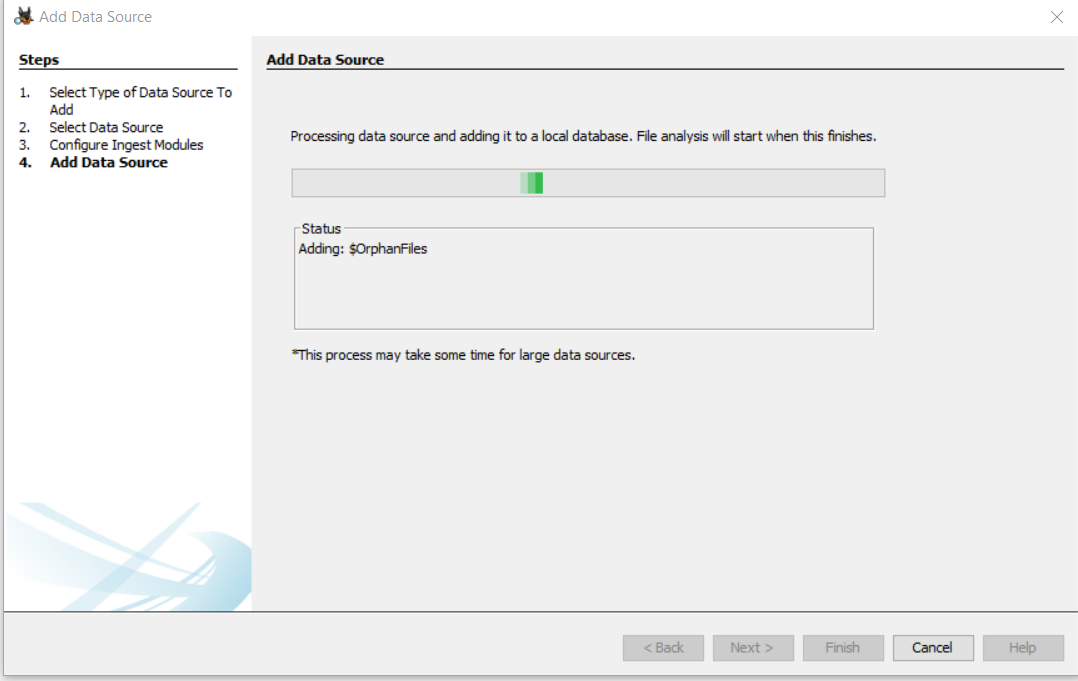 Add Data Source
Steps
1. Select Type of Data Source To
Add
2. Select Data Source
3. Configure Ingest Modules
4. Add Data Source
Add Data Source
Processing data source and adding it to a local database. File analysis will start when this finishes.
Status
Adding: $OrphanFiles
*This process may take some time for large data sources.
< Back
Next >
Finish
Cancel
Help